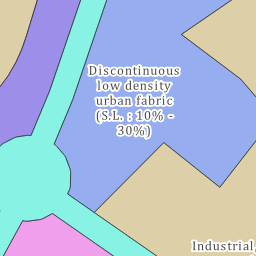 Discontinuous
low density
urban fabric
(S.L. : 10% -
30%)
Industrial,